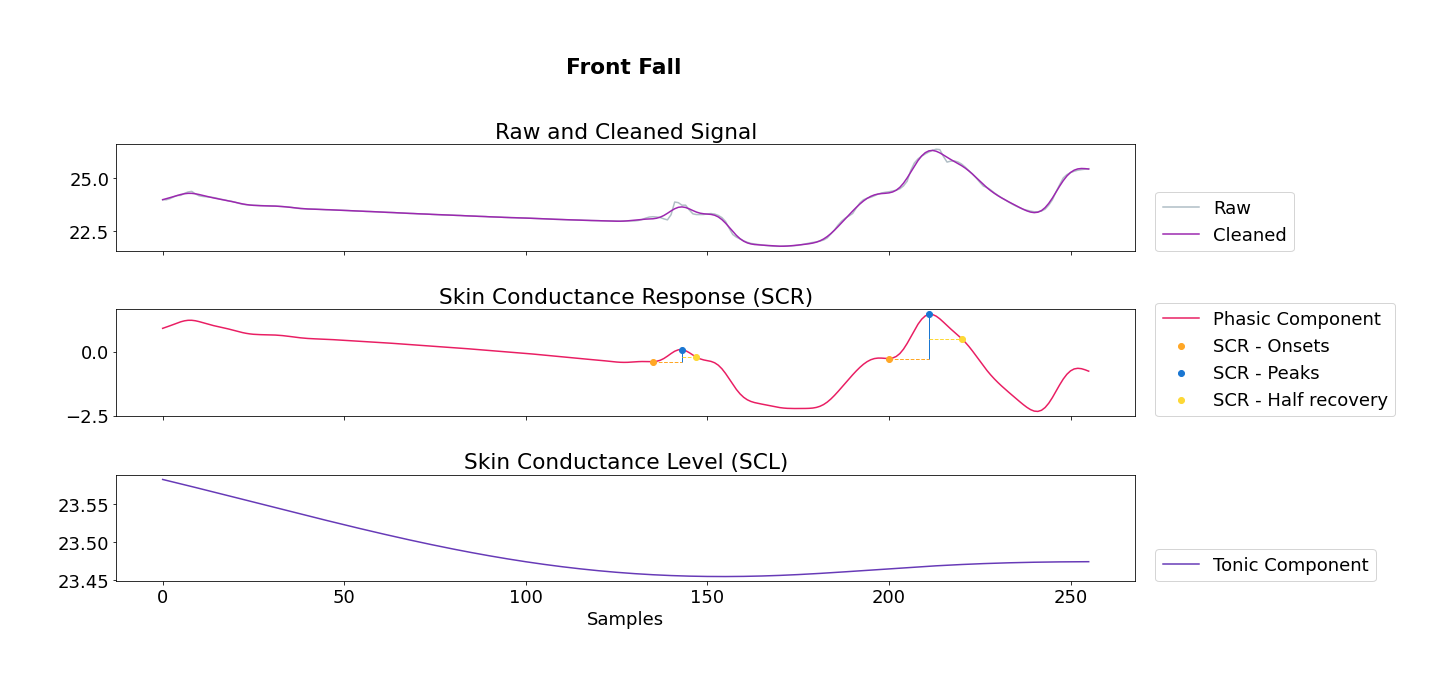 Front Fall
Raw and Cleaned Signal
25.0
22.5
Raw
Cleaned
Skin Conductance Response (SCR)
0.0
−2.5
Phasic Component
SCR - Onsets
SCR - Peaks
SCR - Half recovery
Skin Conductance Level (SCL)
23.55
23.50
23.45
Tonic Component
0 50 100 150 200 250
Samples